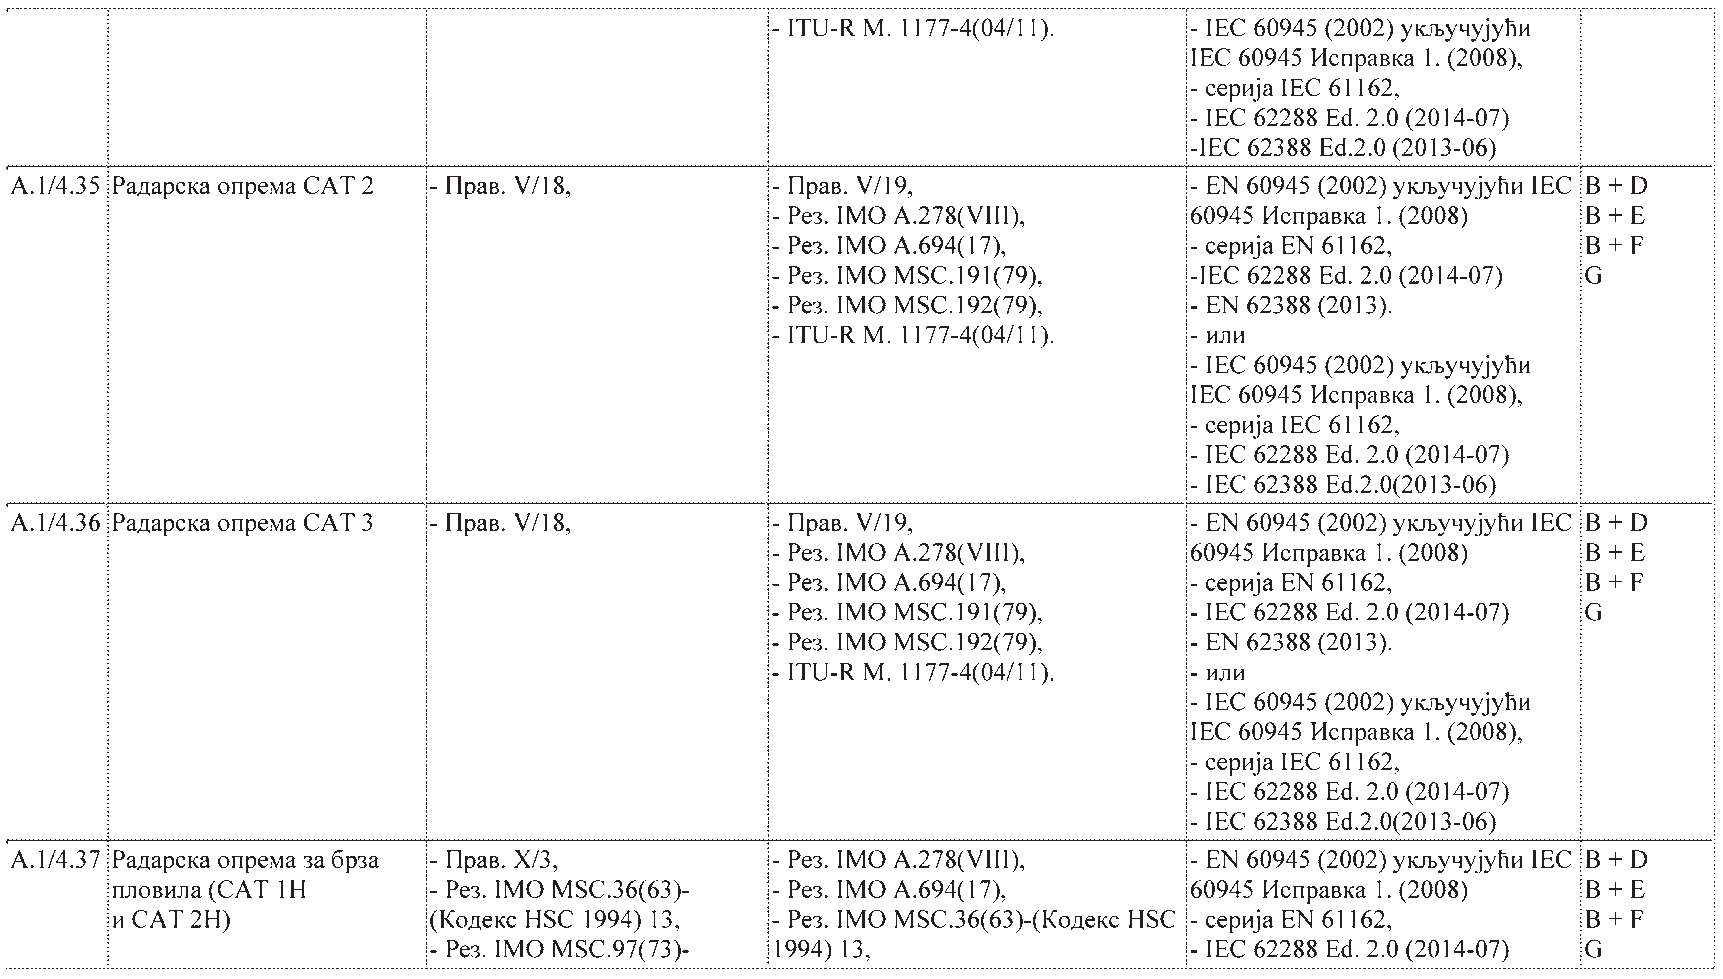 - ITU-R M. 1177-4(04/11).
- IEC 60945 (2002) укључујући
IEC 60945 Исправка 1. (2008),
- серија IEC 61162,
- IEC 62288 Ed. 2.0 (2014-07)
-IEC 62388 Ed.2.0 (2013-06)
А.1/4.35
Радарска опрема CAT 2
- Прав. V/18,
- Прав. V/19,
- Рез. IMO A.278(VIII),
- Рез. IMO A.694(17),
- Рез. IMO MSC.191(79),
- Рез. IMO MSC.192(79),
- ITU-R M. 1177-4(04/11).
- EN 60945 (2002) укључујући IEC
60945 Исправка 1. (2008)
- серија EN 61162,
-IEC 62288 Ed. 2.0 (2014-07)
- EN 62388 (2013).
- или
- IEC 60945 (2002) укључујући
IEC 60945 Исправка 1. (2008),
- серија IEC 61162,
- IEC 62288 Ed. 2.0 (2014-07)
- IEC 62388 Ed.2.0(2013-06)
B + D
B + E
B + F
G
А.1/4.36
Радарска опрема CAT 3
- Прав. V/18,
- Прав. V/19,
- Рез. IMO A.278(VIII),
- Рез. IMO A.694(17),
- Рез. IMO MSC.191(79),
- Рез. IMO MSC.192(79),
- ITU-R M. 1177-4(04/11).
- EN 60945 (2002) укључујући IEC
60945 Исправка 1. (2008)
- серија EN 61162,
- IEC 62288 Ed. 2.0 (2014-07)
- EN 62388 (2013).
- или
- IEC 60945 (2002) укључујући
IEC 60945 Исправка 1. (2008),
- серија IEC 61162,
- IEC 62288 Ed. 2.0 (2014-07)
- IEC 62388 Ed.2.0(2013-06)
B + D
B + E
B + F
G
А.1/4.37
Радарска опрема за брза
пловила (CAT 1H
и CAT 2H)
- Прав. X/3,
- Рез. IMO MSC.36(63)-
(Кодекс HSC 1994) 13,
- Рез. IMO MSC.97(73)-
- Рез. IMO A.278(VIII),
- Рез. IMO A.694(17),
- Рез. IMO MSC.36(63)-(Кодекс HSC
1994) 13,
- EN 60945 (2002) укључујући IEC
60945 Исправка 1. (2008)
- серија EN 61162,
- IEC 62288 Ed. 2.0 (2014-07)
B + D
B + E
B + F
G